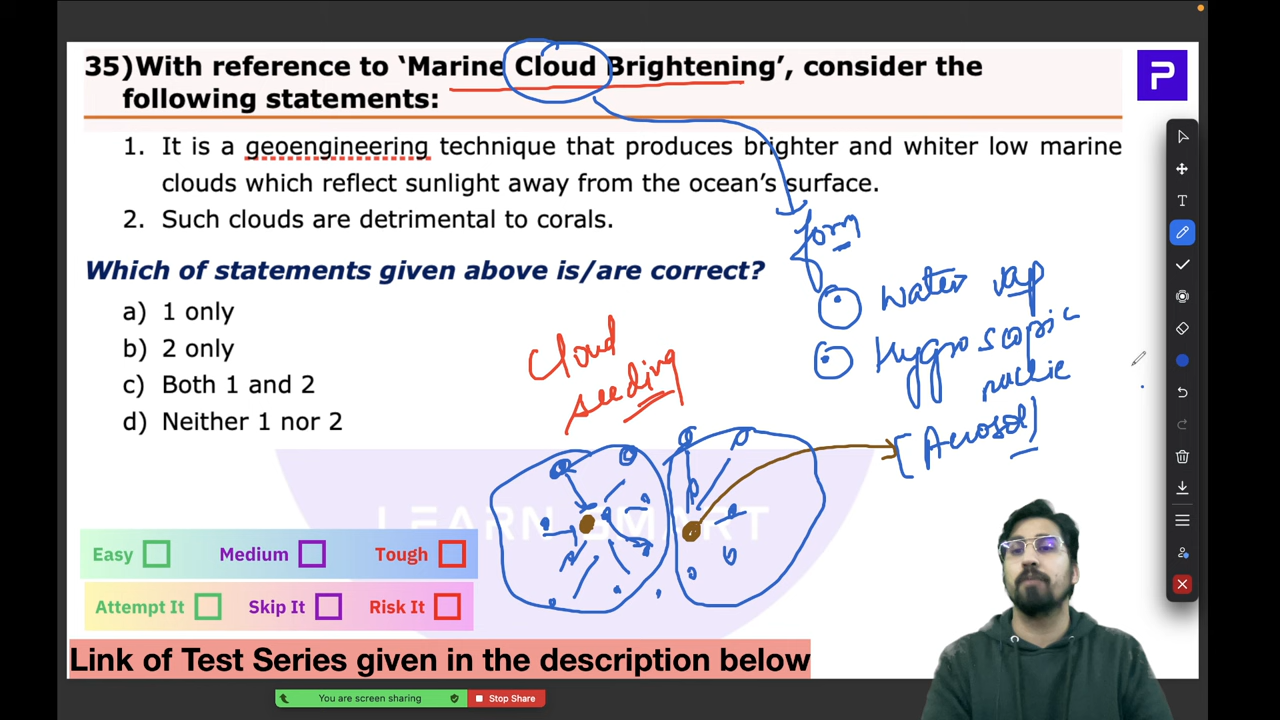 35)With reference to ‘Marine Cloud Brightening’, consider the
following statements:
1. It is a geoengineering technique that produces brighter and whiter low marine
clouds which reflect sunlight away from the ocean’s surface.
2. Such clouds are detrimental to corals.
Which of statements given above is/are correct?
a) 1 only
b) 2 only
c) Both 1 and 2
d) Neither 1 nor 2
form
water vap
Hygroscopic
[Aerosol]
Cloud
seeding
LEARN SMART
Easy Medium Tough
Attempt It Skip It Risk It
Link of Test Series given in the description below
You are screen sharing Stop Share